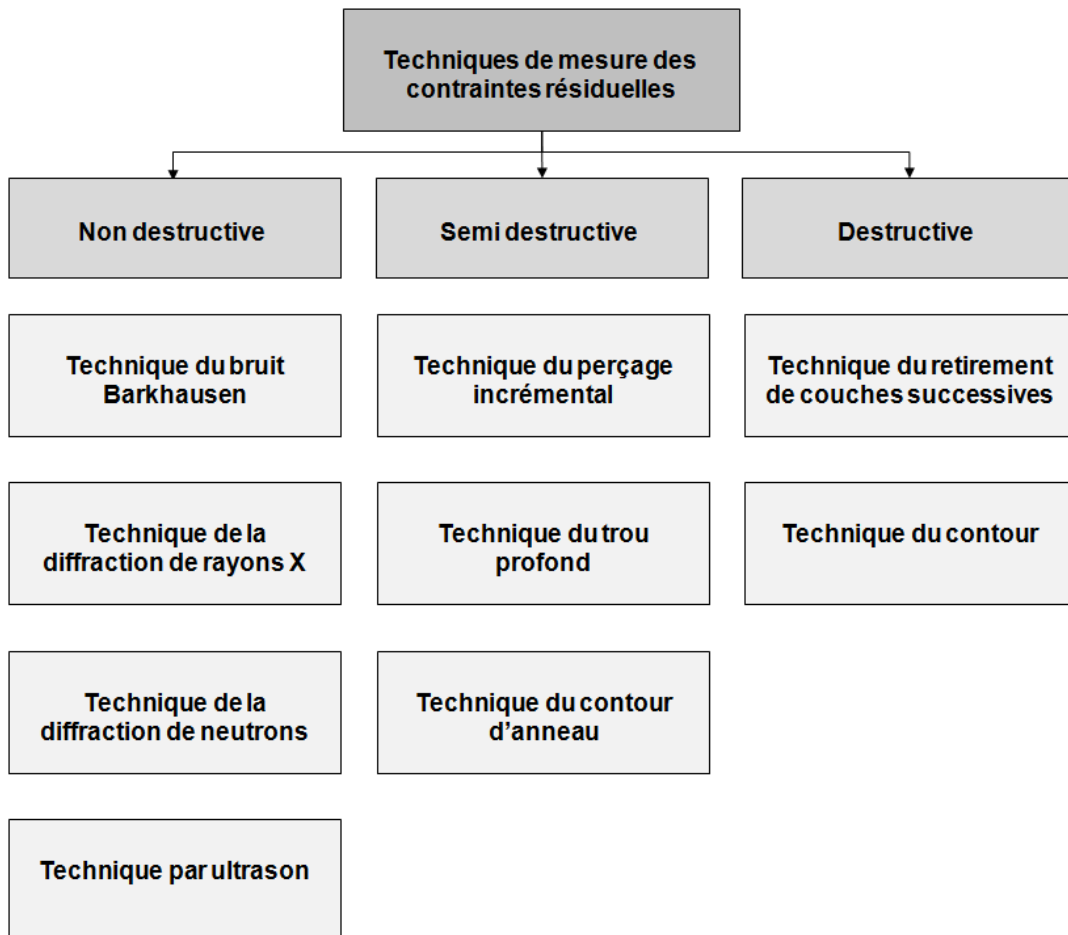 Techniques de mesure des
contraintes résiduelles
Non destructive
Semi destructive
Destructive
Technique du bruit
Barkhausen
Technique du perçage
incrémental
Technique du retirement
de couches successives
Technique de la
diffraction de rayons X
Technique du trou
profond
Technique du contour
Technique de la
diffraction de neutrons
Technique du contour
d’anneau
Technique par ultrason